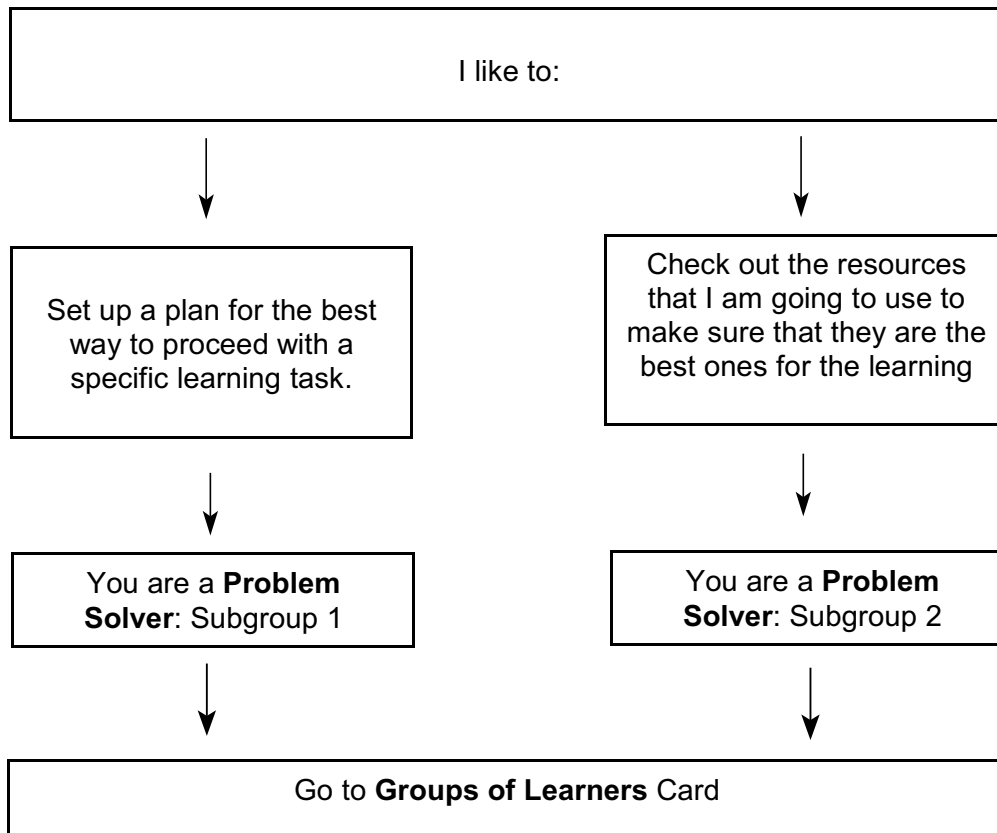 I like to:
Set up a plan for the best
way to proceed with a
specific learning task.
Check out the resources
that I am going to use to
make sure that they are the
best ones for the learning
You are a Problem
Solver: Subgroup 1
You are a Problem
Solver: Subgroup 2
Go to Groups of Learners Card